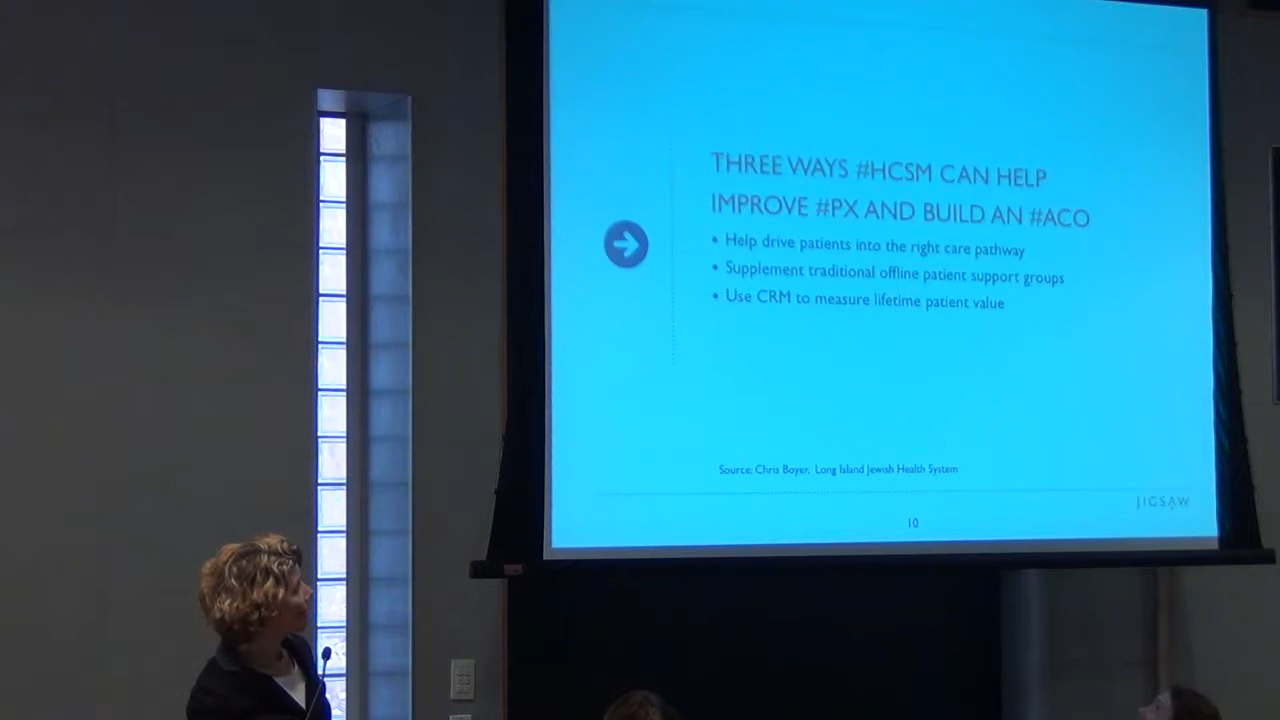 THREE WAYS #HCSM CAN HELP
IMPROVE #PX AND BUILD AN #ACO
• Help drive patients into the right care pathway
• Supplement traditional offline patient support groups
• Use CRM to measure lifetime patient value
Source: Chris Boyer, Long Island Jewish Health System
JIGSAW
10